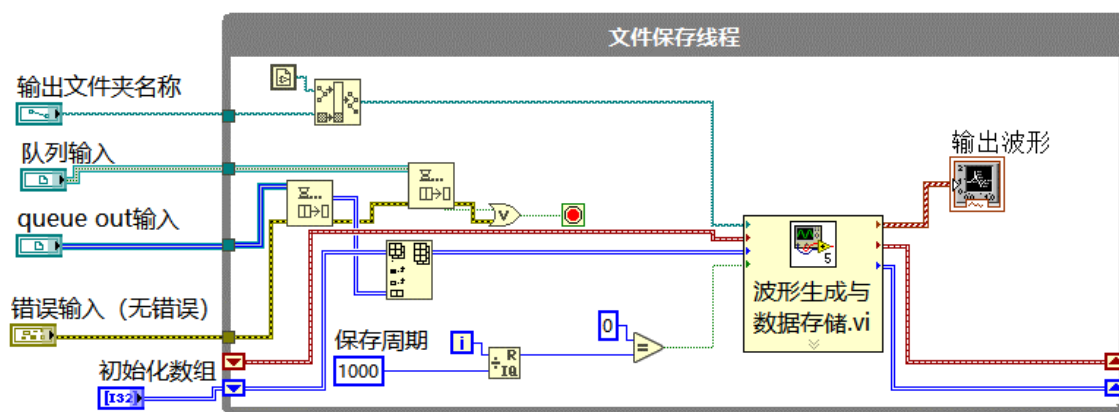 文件保存线程
输出文件夹名称
队列输入
输出波形
queue out输入
5
波形生成与
数据存储.vi
错误输入（无错误）
保存周期
0
i
R
IQ
=
1000
初始化数组
[I32]